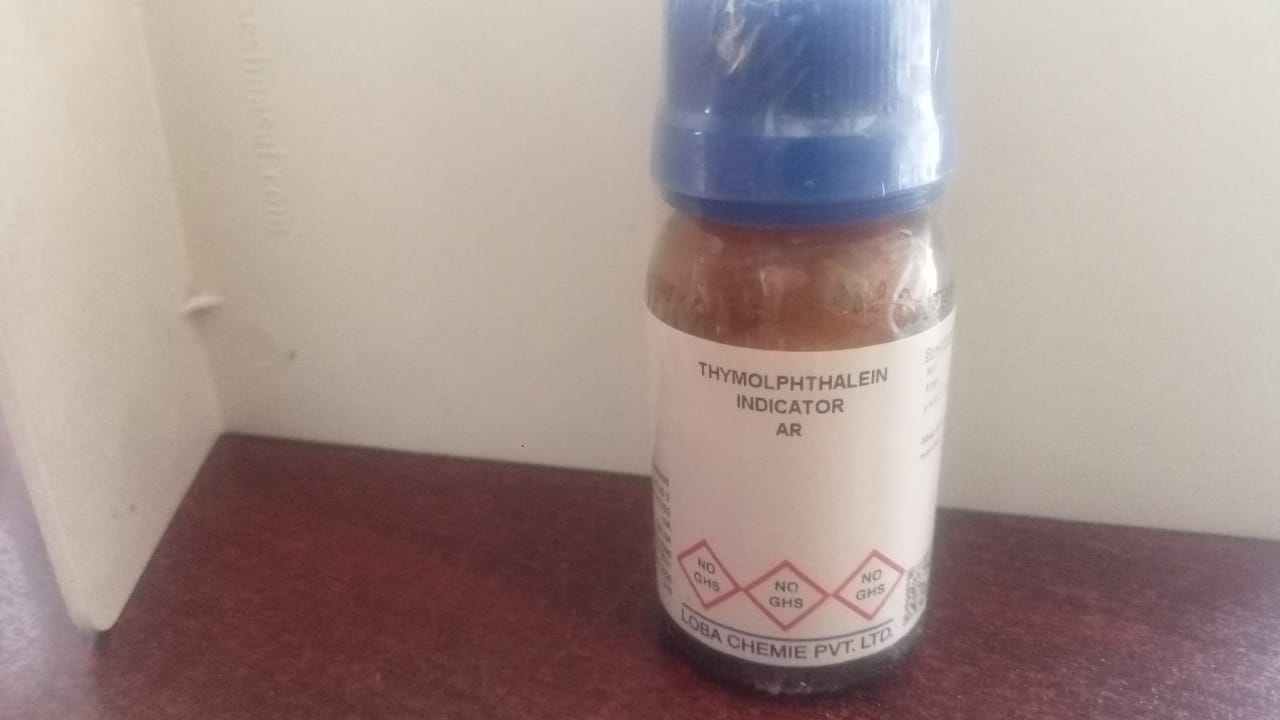 THYMOLPHTHALEIN
INDICATOR
AR
NO
GHS
NO
GHS
NO
GHS
LOBA CHEMIE PVT. LTD.